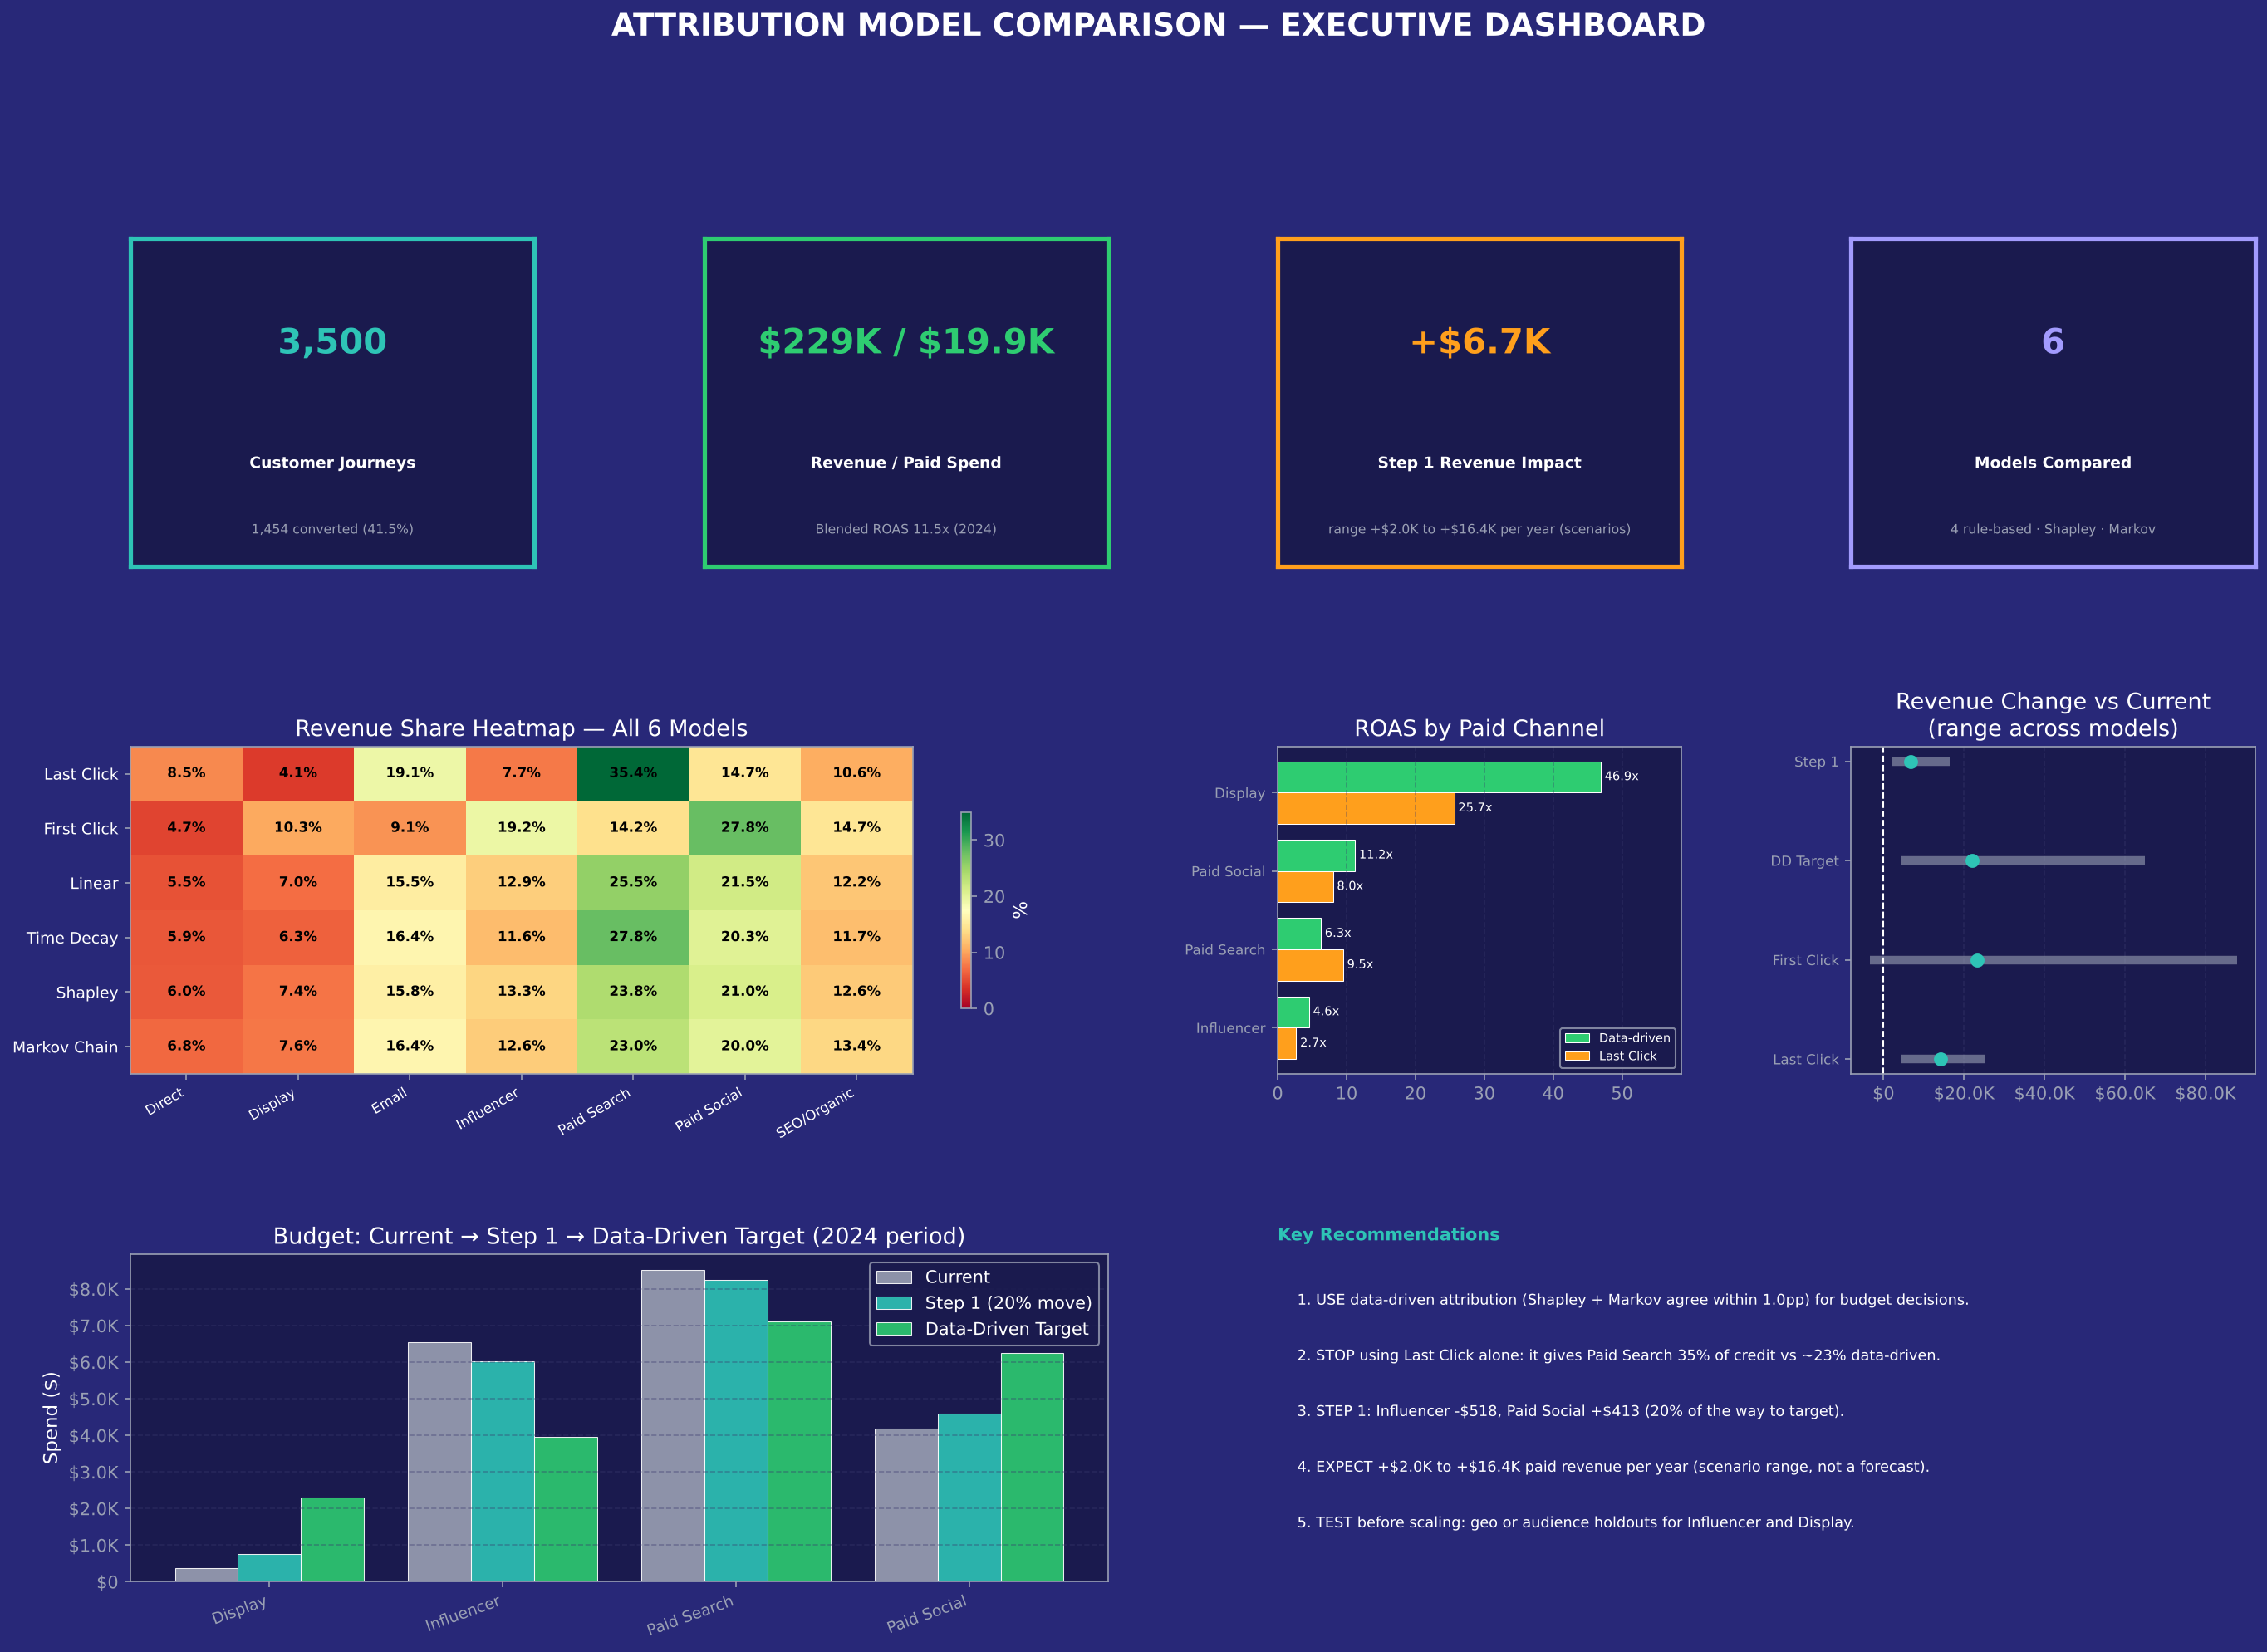 ATTRIBUTION MODEL COMPARISON — EXECUTIVE DASHBOARD
3,500
Customer Journeys
1,454 converted (41.5%)
$229K / $19.9K
Revenue / Paid Spend
Blended ROAS 11.5x (2024)
+$6.7K
Step 1 Revenue Impact
range +$2.0K to +$16.4K per year (scenarios)
6
Models Compared
4 rule-based · Shapley · Markov
Revenue Share Heatmap — All 6 Models
Last Click 8.5% 4.1% 19.1% 7.7% 35.4% 14.7% 10.6%
First Click 4.7% 10.3% 9.1% 19.2% 14.2% 27.8% 14.7%
Linear 5.5% 7.0% 15.5% 12.9% 25.5% 21.5% 12.2%
Time Decay 5.9% 6.3% 16.4% 11.6% 27.8% 20.3% 11.7%
Shapley 6.0% 7.4% 15.8% 13.3% 23.8% 21.0% 12.6%
Markov Chain 6.8% 7.6% 16.4% 12.6% 23.0% 20.0% 13.4%
Direct Display Email Influencer Paid Search Paid Social SEO/Organic
30
20
10
0
%
ROAS by Paid Channel
Display 46.9x
25.7x
Paid Social 11.2x
8.0x
Paid Search 6.3x
9.5x
Influencer 4.6x
2.7x
Data-driven
Last Click
0 10 20 30 40 50
Revenue Change vs Current
(range across models)
Step 1
DD Target
First Click
Last Click
$0 $20.0K $40.0K $60.0K $80.0K
Budget: Current → Step 1 → Data-Driven Target (2024 period)
Spend ($)
$8.0K
$7.0K
$6.0K
$5.0K
$4.0K
$3.0K
$2.0K
$1.0K
$0
Current
Step 1 (20% move)
Data-Driven Target
Display Influencer Paid Search Paid Social
Key Recommendations
1. USE data-driven attribution (Shapley + Markov agree within 1.0pp) for budget decisions.
2. STOP using Last Click alone: it gives Paid Search 35% of credit vs ~23% data-driven.
3. STEP 1: Influencer -$518, Paid Social +$413 (20% of the way to target).
4. EXPECT +$2.0K to +$16.4K paid revenue per year (scenario range, not a forecast).
5. TEST before scaling: geo or audience holdouts for Influencer and Display.